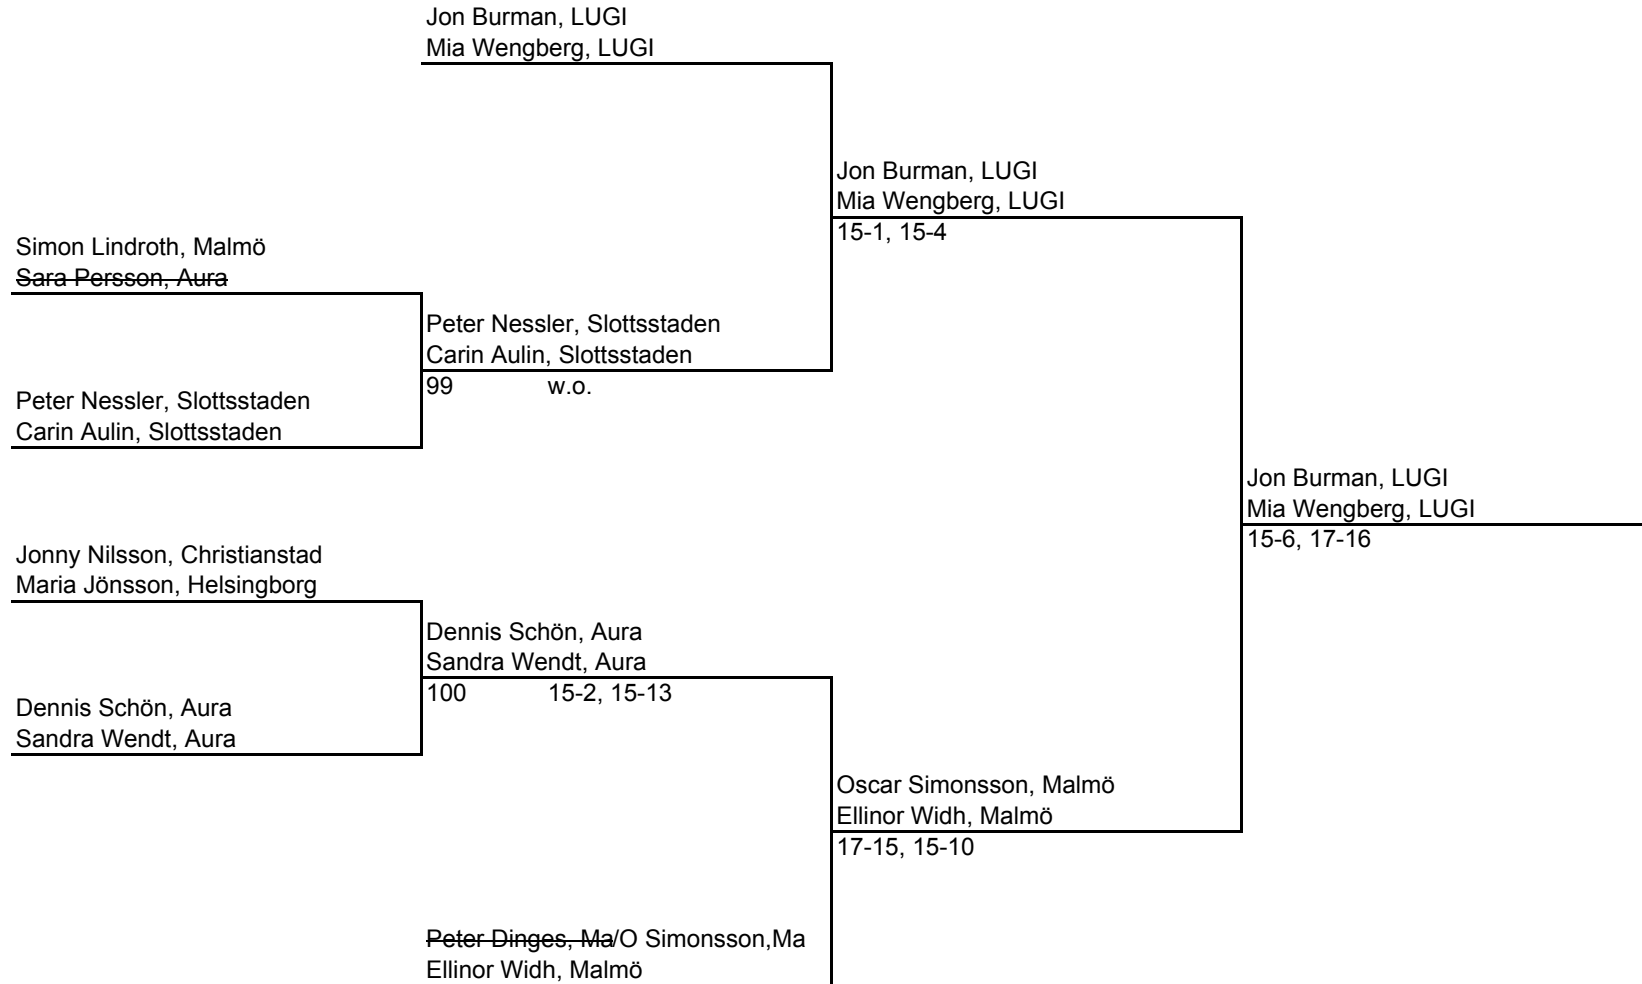 Jon Burman, LUGI
Mia Wengberg, LUGI
Jon Burman, LUGI
Mia Wengberg, LUGI
15-1, 15-4
Simon Lindroth, Malmö
Sara Persson, Aura
Peter Nessler, Slottsstaden
Carin Aulin, Slottsstaden
99 w.o.
Peter Nessler, Slottsstaden
Carin Aulin, Slottsstaden
Jon Burman, LUGI
Mia Wengberg, LUGI
15-6, 17-16
Jonny Nilsson, Christianstad
Maria Jönsson, Helsingborg
Dennis Schön, Aura
Sandra Wendt, Aura
100 15-2, 15-13
Dennis Schön, Aura
Sandra Wendt, Aura
Oscar Simonsson, Malmö
Ellinor Widh, Malmö
17-15, 15-10
Peter Dinges, Ma/O Simonsson,Ma
Ellinor Widh, Malmö